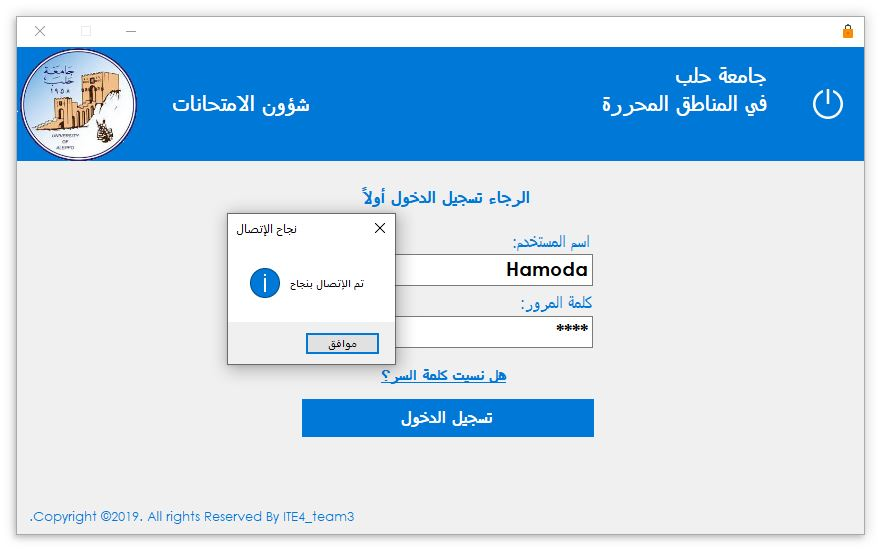 جامعة حلب
في المناطق المحررة
شؤون الامتحانات
جامعة
حلب
١٩٥٨
UNIVERSITY
OF
ALEPPO
الرجاء تسجيل الدخول أولاً
اسم المستخدم:
Hamoda
كلمة المرور:
****
هل نسيت كلمة السر؟
تسجيل الدخول
نجاح الإتصال
تم الإتصال بنجاح
موافق
.Copyright ©2019. All rights Reserved By ITE4_team3